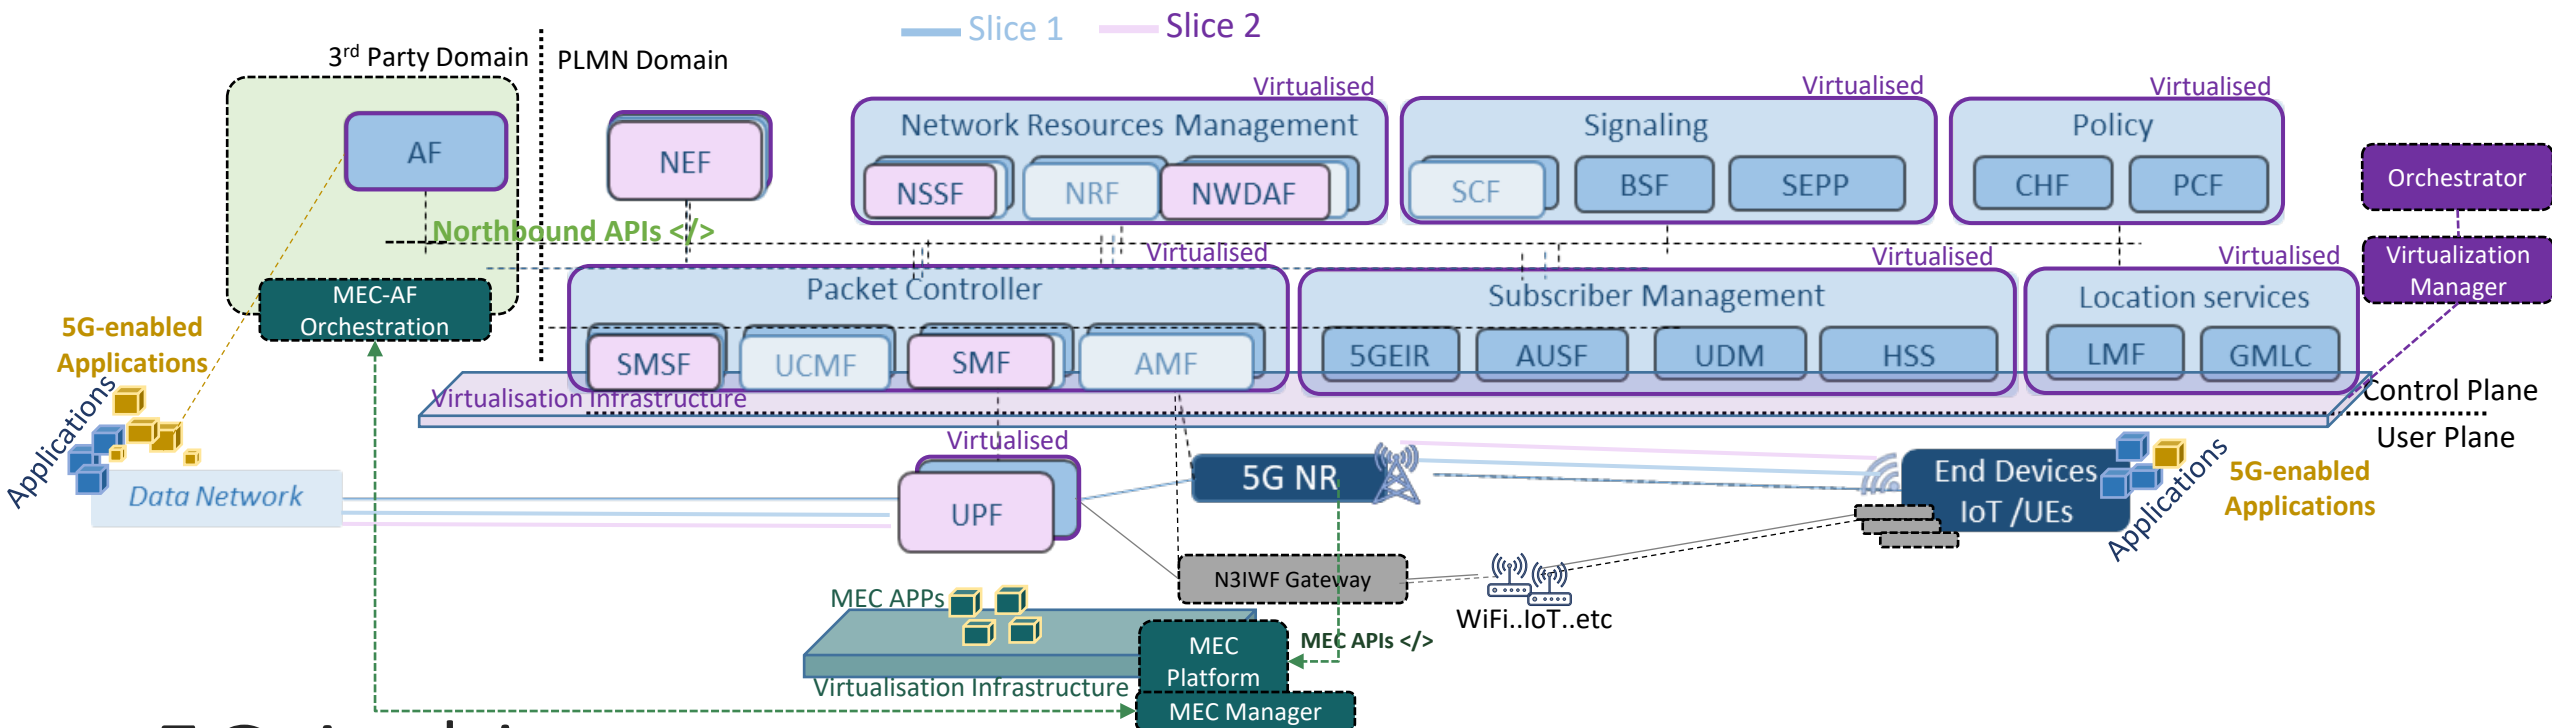 Slice 1
Slice 2
3rd Party Domain
PLMN Domain
Virtualised
Virtualised
Virtualised
AF
NEF
Network Resources Management
NSSF
NRF
NWDAF
Signaling
SCF
BSF
SEPP
Policy
CHF
PCF
Orchestrator
Northbound APIs </>
Virtualised
Virtualised
Virtualised
Virtualization
Manager
MEC-AF
Orchestration
Packet Controller
SMSF
UCMF
SMF
AMF
Subscriber Management
5GEIR
AUSF
UDM
HSS
Location services
LMF
GMLC
5G-enabled
Applications
Virtualisation Infrastructure
Control Plane
User Plane
Applications
Data Network
Virtualised
UPF
5G NR
End Devices
IoT /UEs
Applications
5G-enabled
Applications
N3IWF Gateway
WiFi..IoT..etc
MEC APPs
MEC
Platform
MEC APIs </>
Virtualisation Infrastructure
MEC Manager